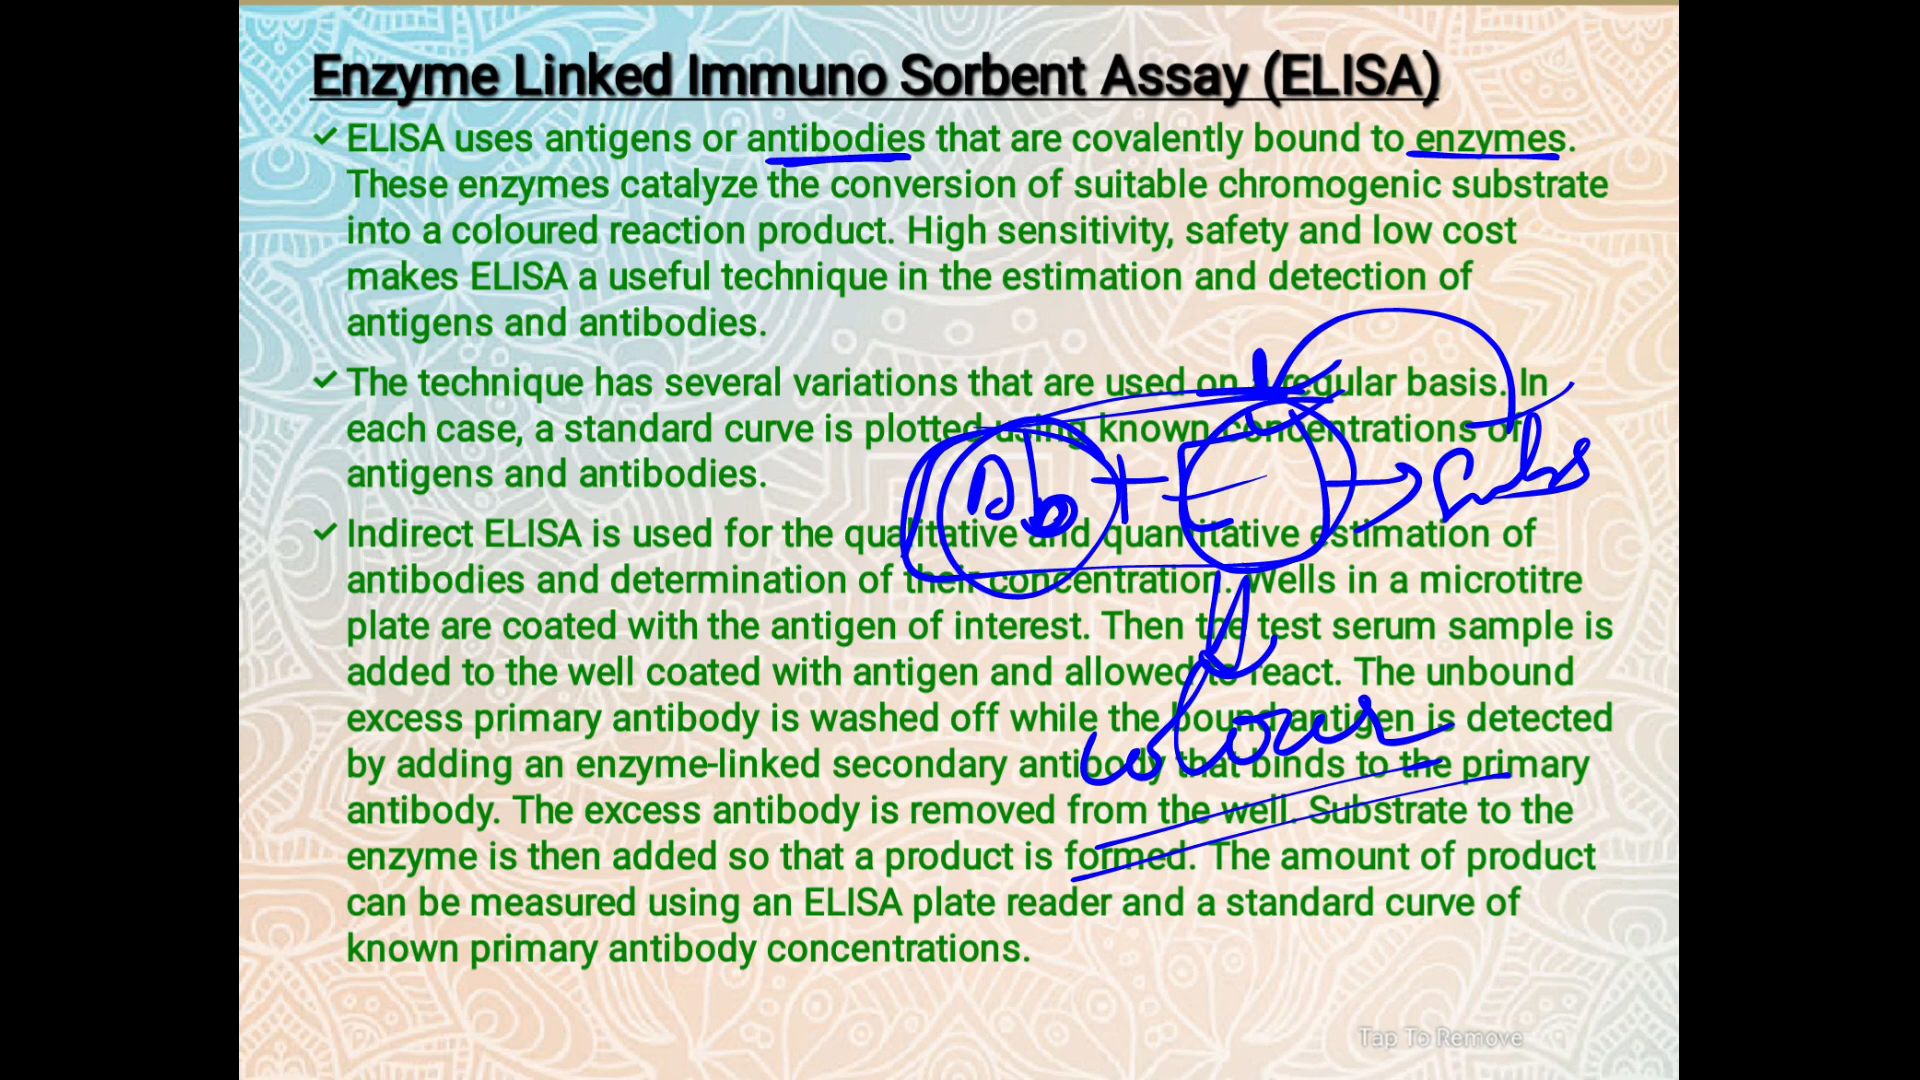 Enzyme Linked Immuno Sorbent Assay (ELISA)
ELISA uses antigens or antibodies that are covalently bound to enzymes.
These enzymes catalyze the conversion of suitable chromogenic substrate
into a coloured reaction product. High sensitivity, safety and low cost
makes ELISA a useful technique in the estimation and detection of
antigens and antibodies.
The technique has several variations that are used on a regular basis. In
each case, a standard curve is plotted using known concentrations of
antigens and antibodies.
Ab + E → Subs
Indirect ELISA is used for the qualitative and quantitative estimation of
antibodies and determination of their concentration. Wells in a microtitre
plate are coated with the antigen of interest. Then the test serum sample is
added to the well coated with antigen and allowed to react. The unbound
excess primary antibody is washed off while the bound antigen is detected
colour
by adding an enzyme-linked secondary antibody that binds to the primary
antibody. The excess antibody is removed from the well. Substrate to the
enzyme is then added so that a product is formed. The amount of product
can be measured using an ELISA plate reader and a standard curve of
known primary antibody concentrations.
Tap To Remove